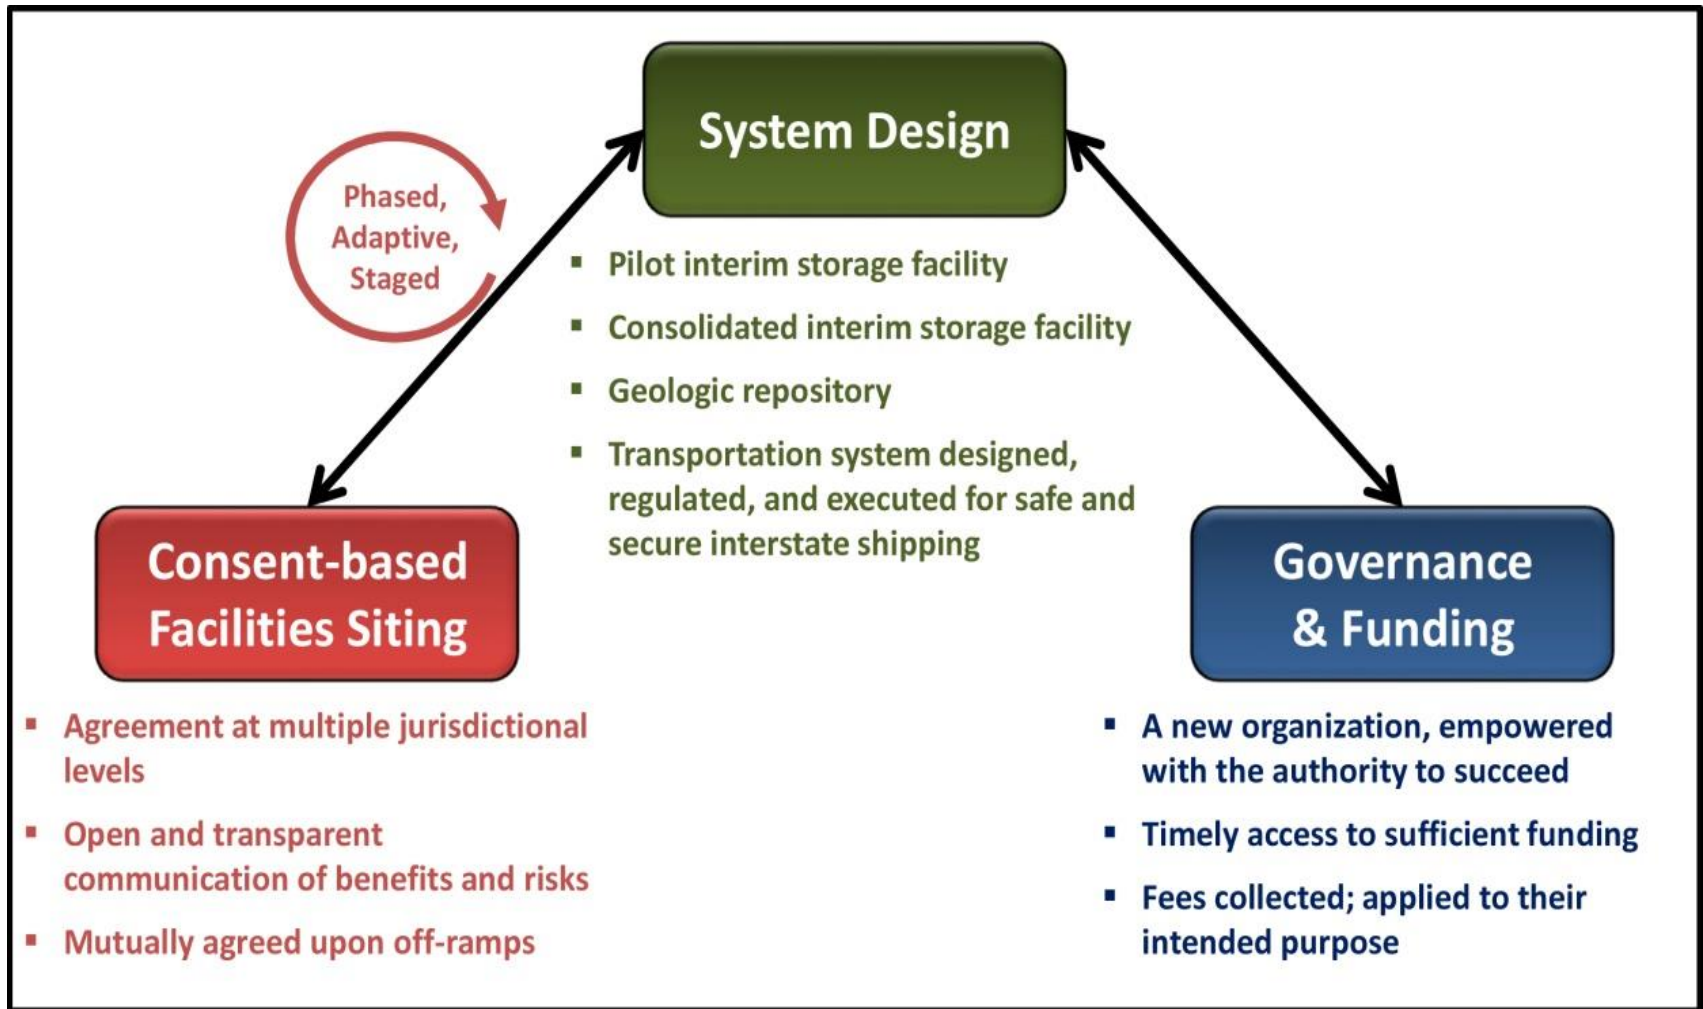 System Design
Phased,
Adaptive,
Staged
▪ Pilot interim storage facility
▪ Consolidated interim storage facility
▪ Geologic repository
▪ Transportation system designed,
regulated, and executed for safe and
secure interstate shipping
Consent-based
Facilities Siting
▪ Agreement at multiple jurisdictional
levels
▪ Open and transparent
communication of benefits and risks
▪ Mutually agreed upon off-ramps
Governance
& Funding
▪ A new organization, empowered
with the authority to succeed
▪ Timely access to sufficient funding
▪ Fees collected; applied to their
intended purpose